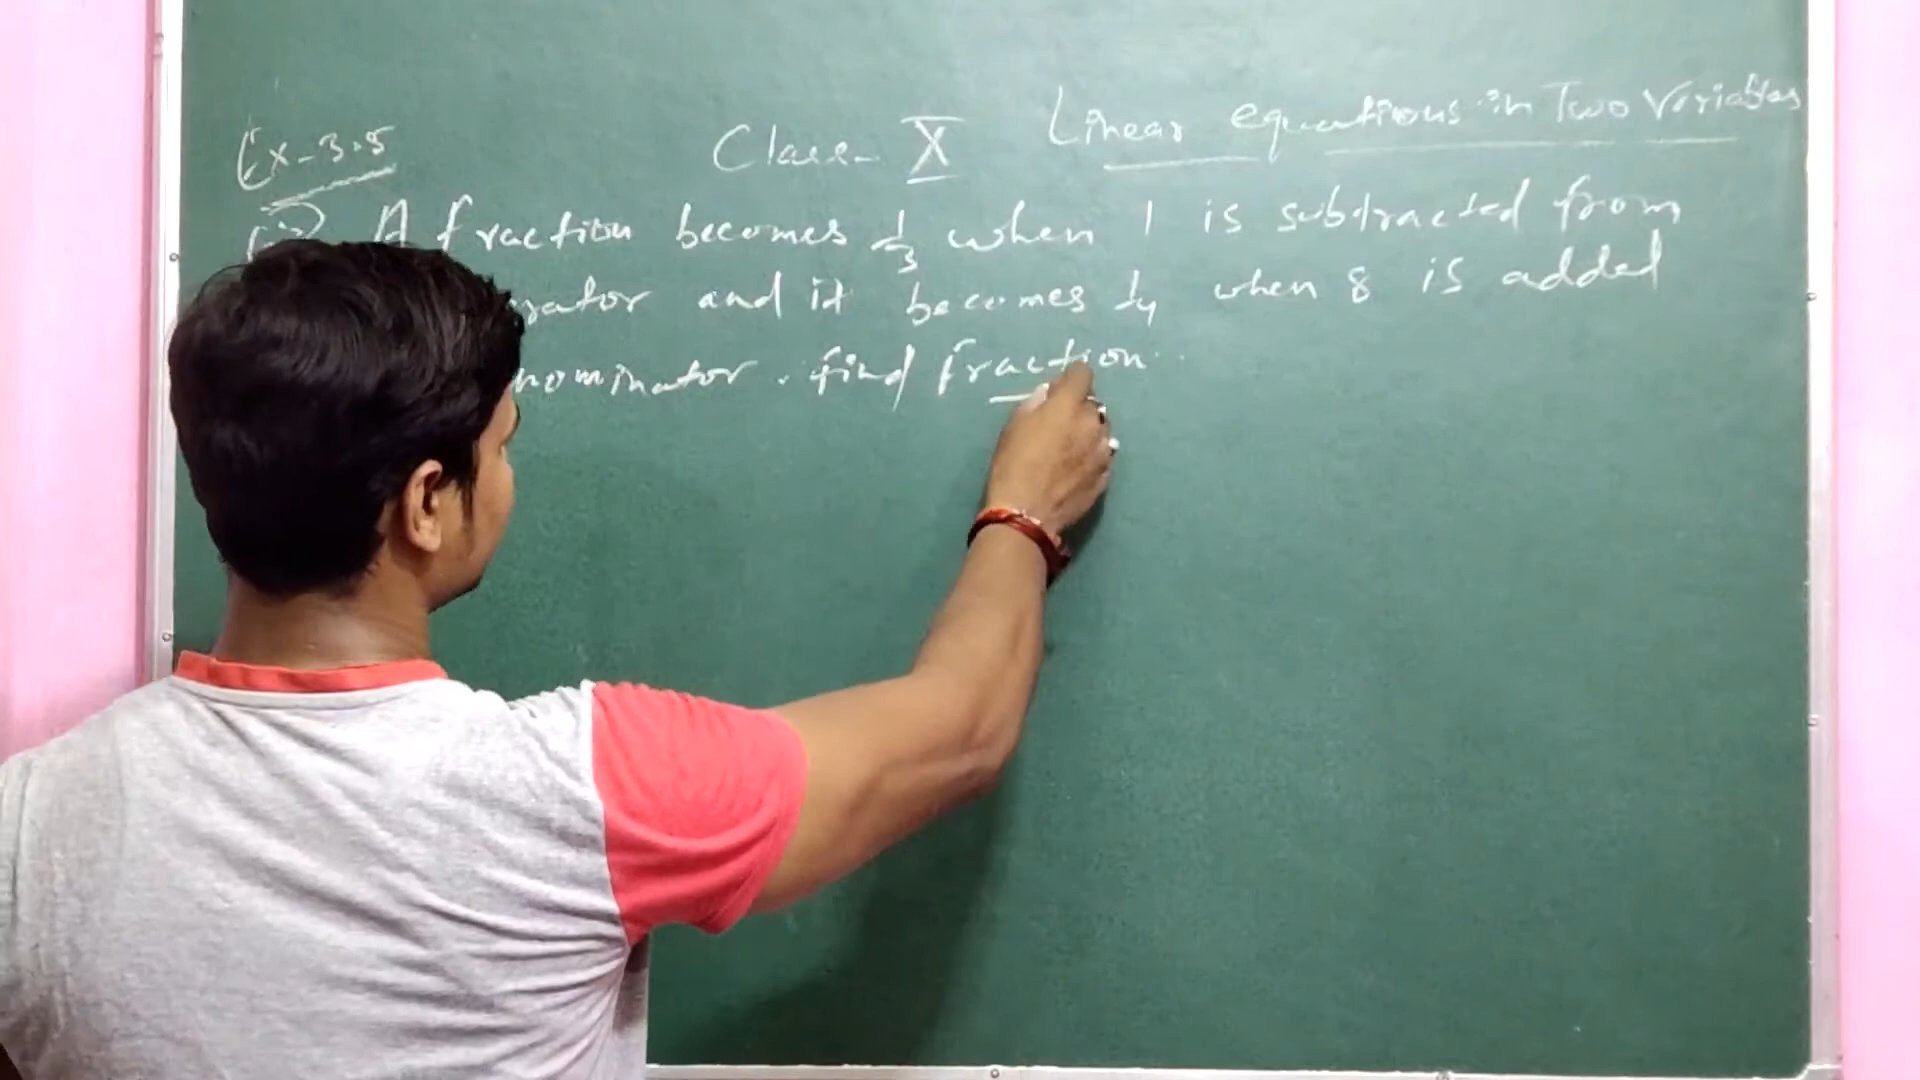 Ex-3.5
Class- X
Linear equations in Two Variables
A fraction becomes 1/3 when 1 is subtracted from
rator and it becomes 1/4 when 8 is added
nominator. find fraction.